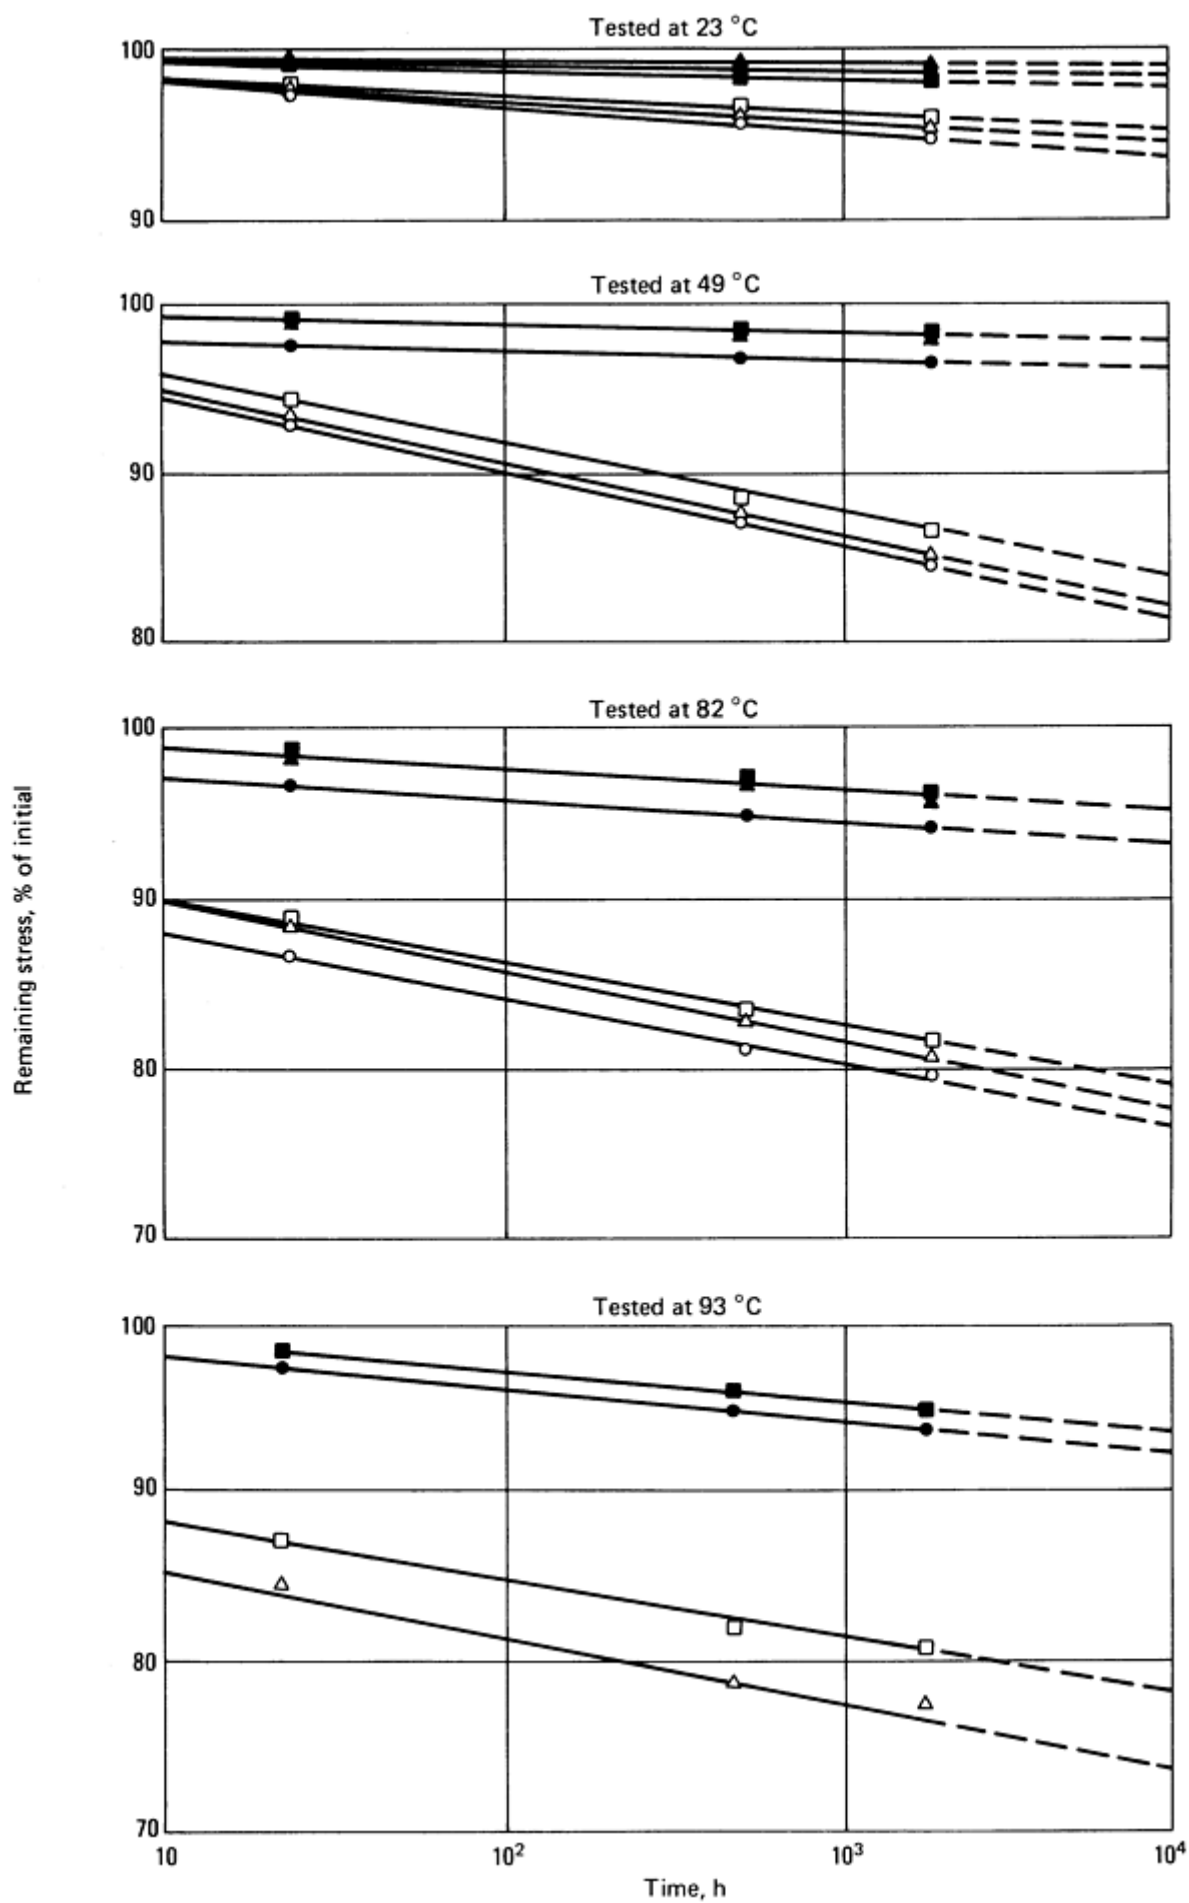 Tested at 23 °C
100
90
Tested at 49 °C
100
90
80
Tested at 82 °C
100
90
80
70
Remaining stress, % of initial
Tested at 93 °C
100
90
80
70
10 10² 10³ 10⁴
Time, h